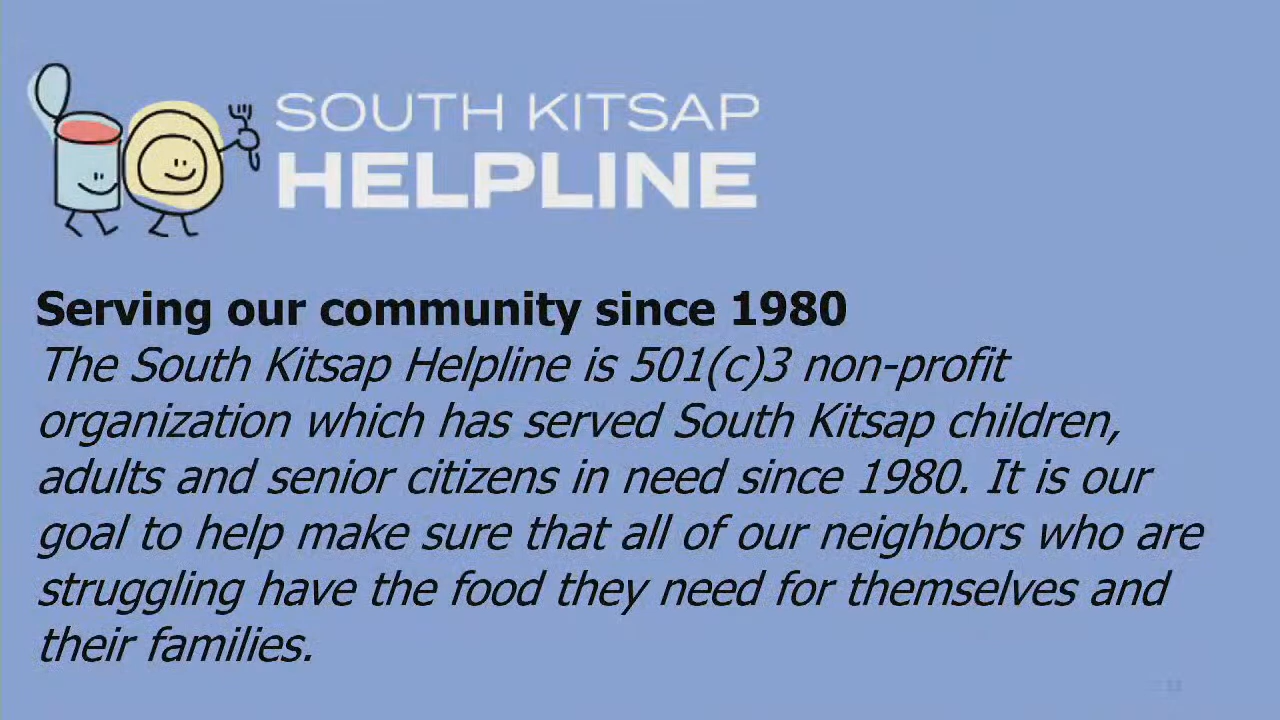 SOUTH KITSAP
HELPLINE
Serving our community since 1980
The South Kitsap Helpline is 501(c)3 non-profit
organization which has served South Kitsap children,
adults and senior citizens in need since 1980. It is our
goal to help make sure that all of our neighbors who are
struggling have the food they need for themselves and
their families.